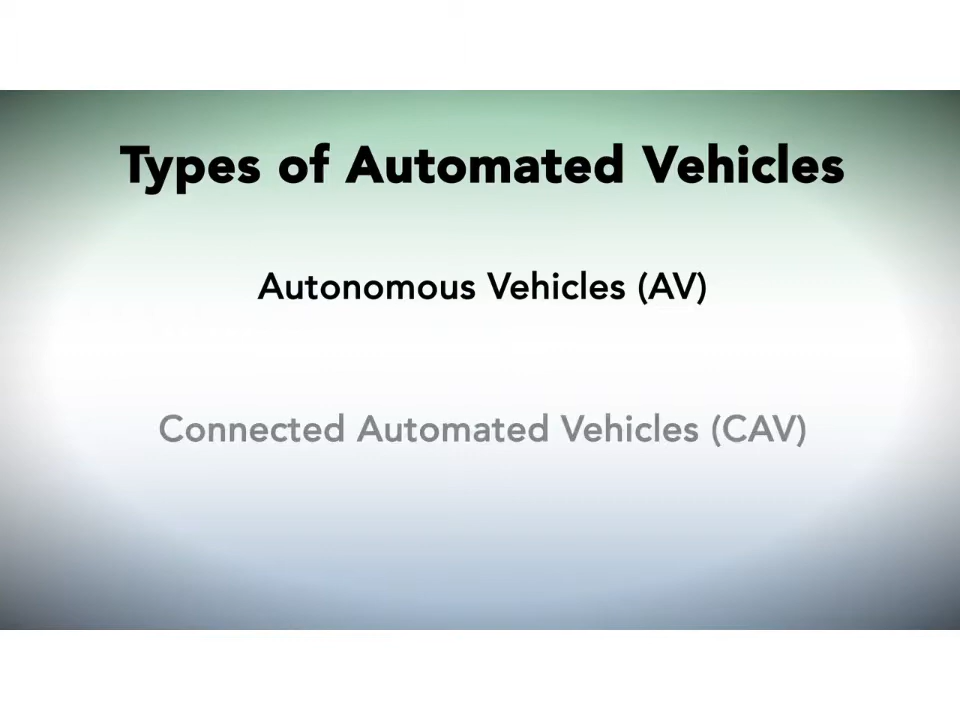 Types of Automated Vehicles
Autonomous Vehicles (AV)
Connected Automated Vehicles (CAV)